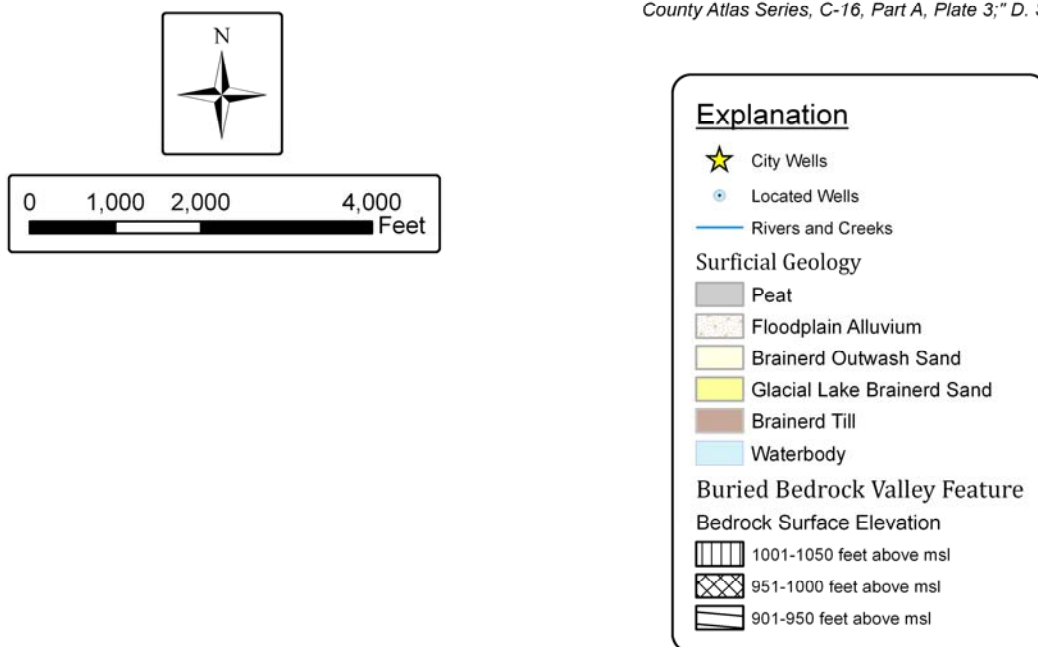 County Atlas Series, C-16, Part A, Plate 3;" D.
N
0 1,000 2,000 4,000
Feet
Explanation
City Wells
Located Wells
Rivers and Creeks
Surficial Geology
Peat
Floodplain Alluvium
Brainerd Outwash Sand
Glacial Lake Brainerd Sand
Brainerd Till
Waterbody
Buried Bedrock Valley Feature
Bedrock Surface Elevation
1001-1050 feet above msl
951-1000 feet above msl
901-950 feet above msl